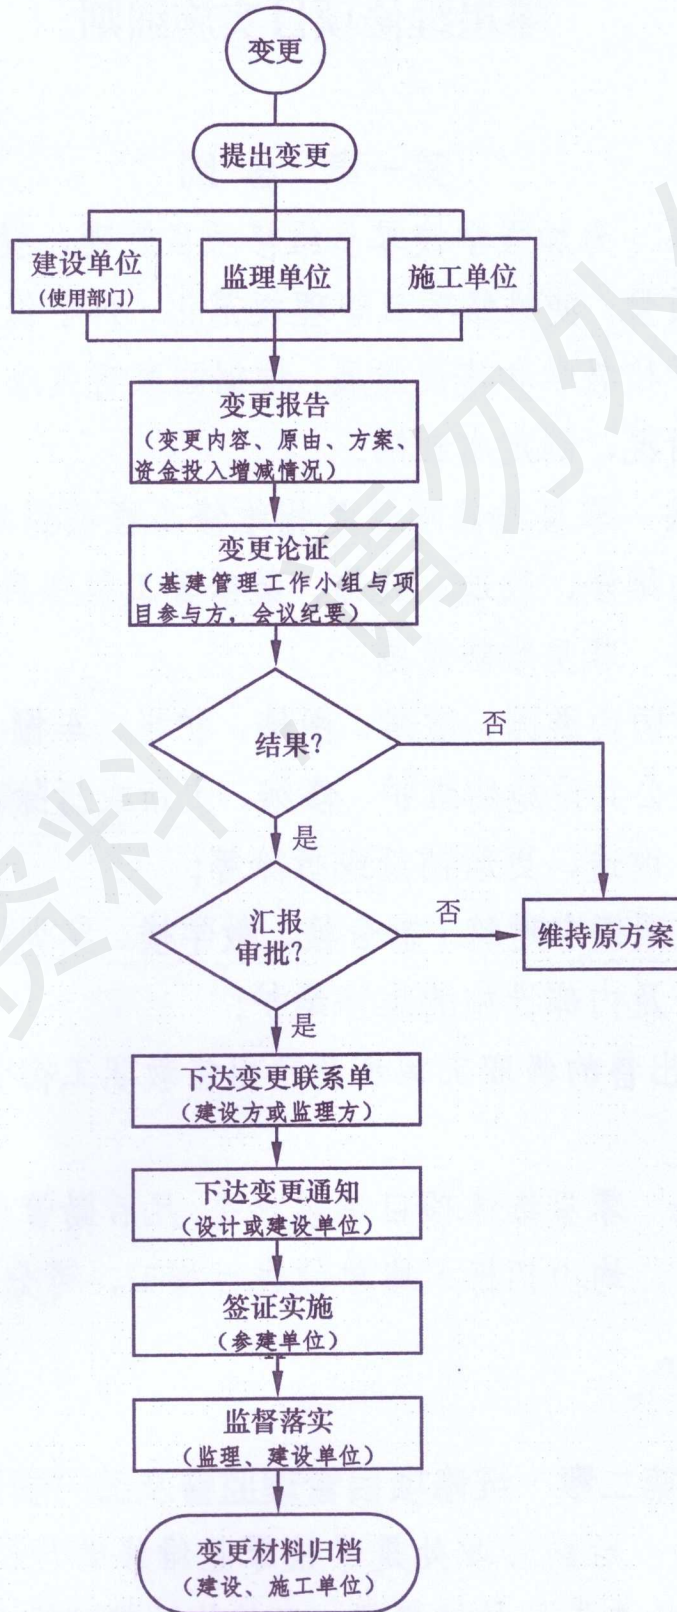 变更
提出变更
建设单位
(使用部门)
监理单位
施工单位
变更报告
(变更内容、原由、方案、
资金投入增减情况)
变更论证
(基建管理工作小组与项
目参与方，会议纪要)
结果?
否
是
汇报
审批?
否
维持原方案
是
下达变更联系单
(建设方或监理方)
下达变更通知
(设计或建设单位)
签证实施
(参建单位)
监督落实
(监理、建设单位)
变更材料归档
(建设、施工单位)
资料，请勿外